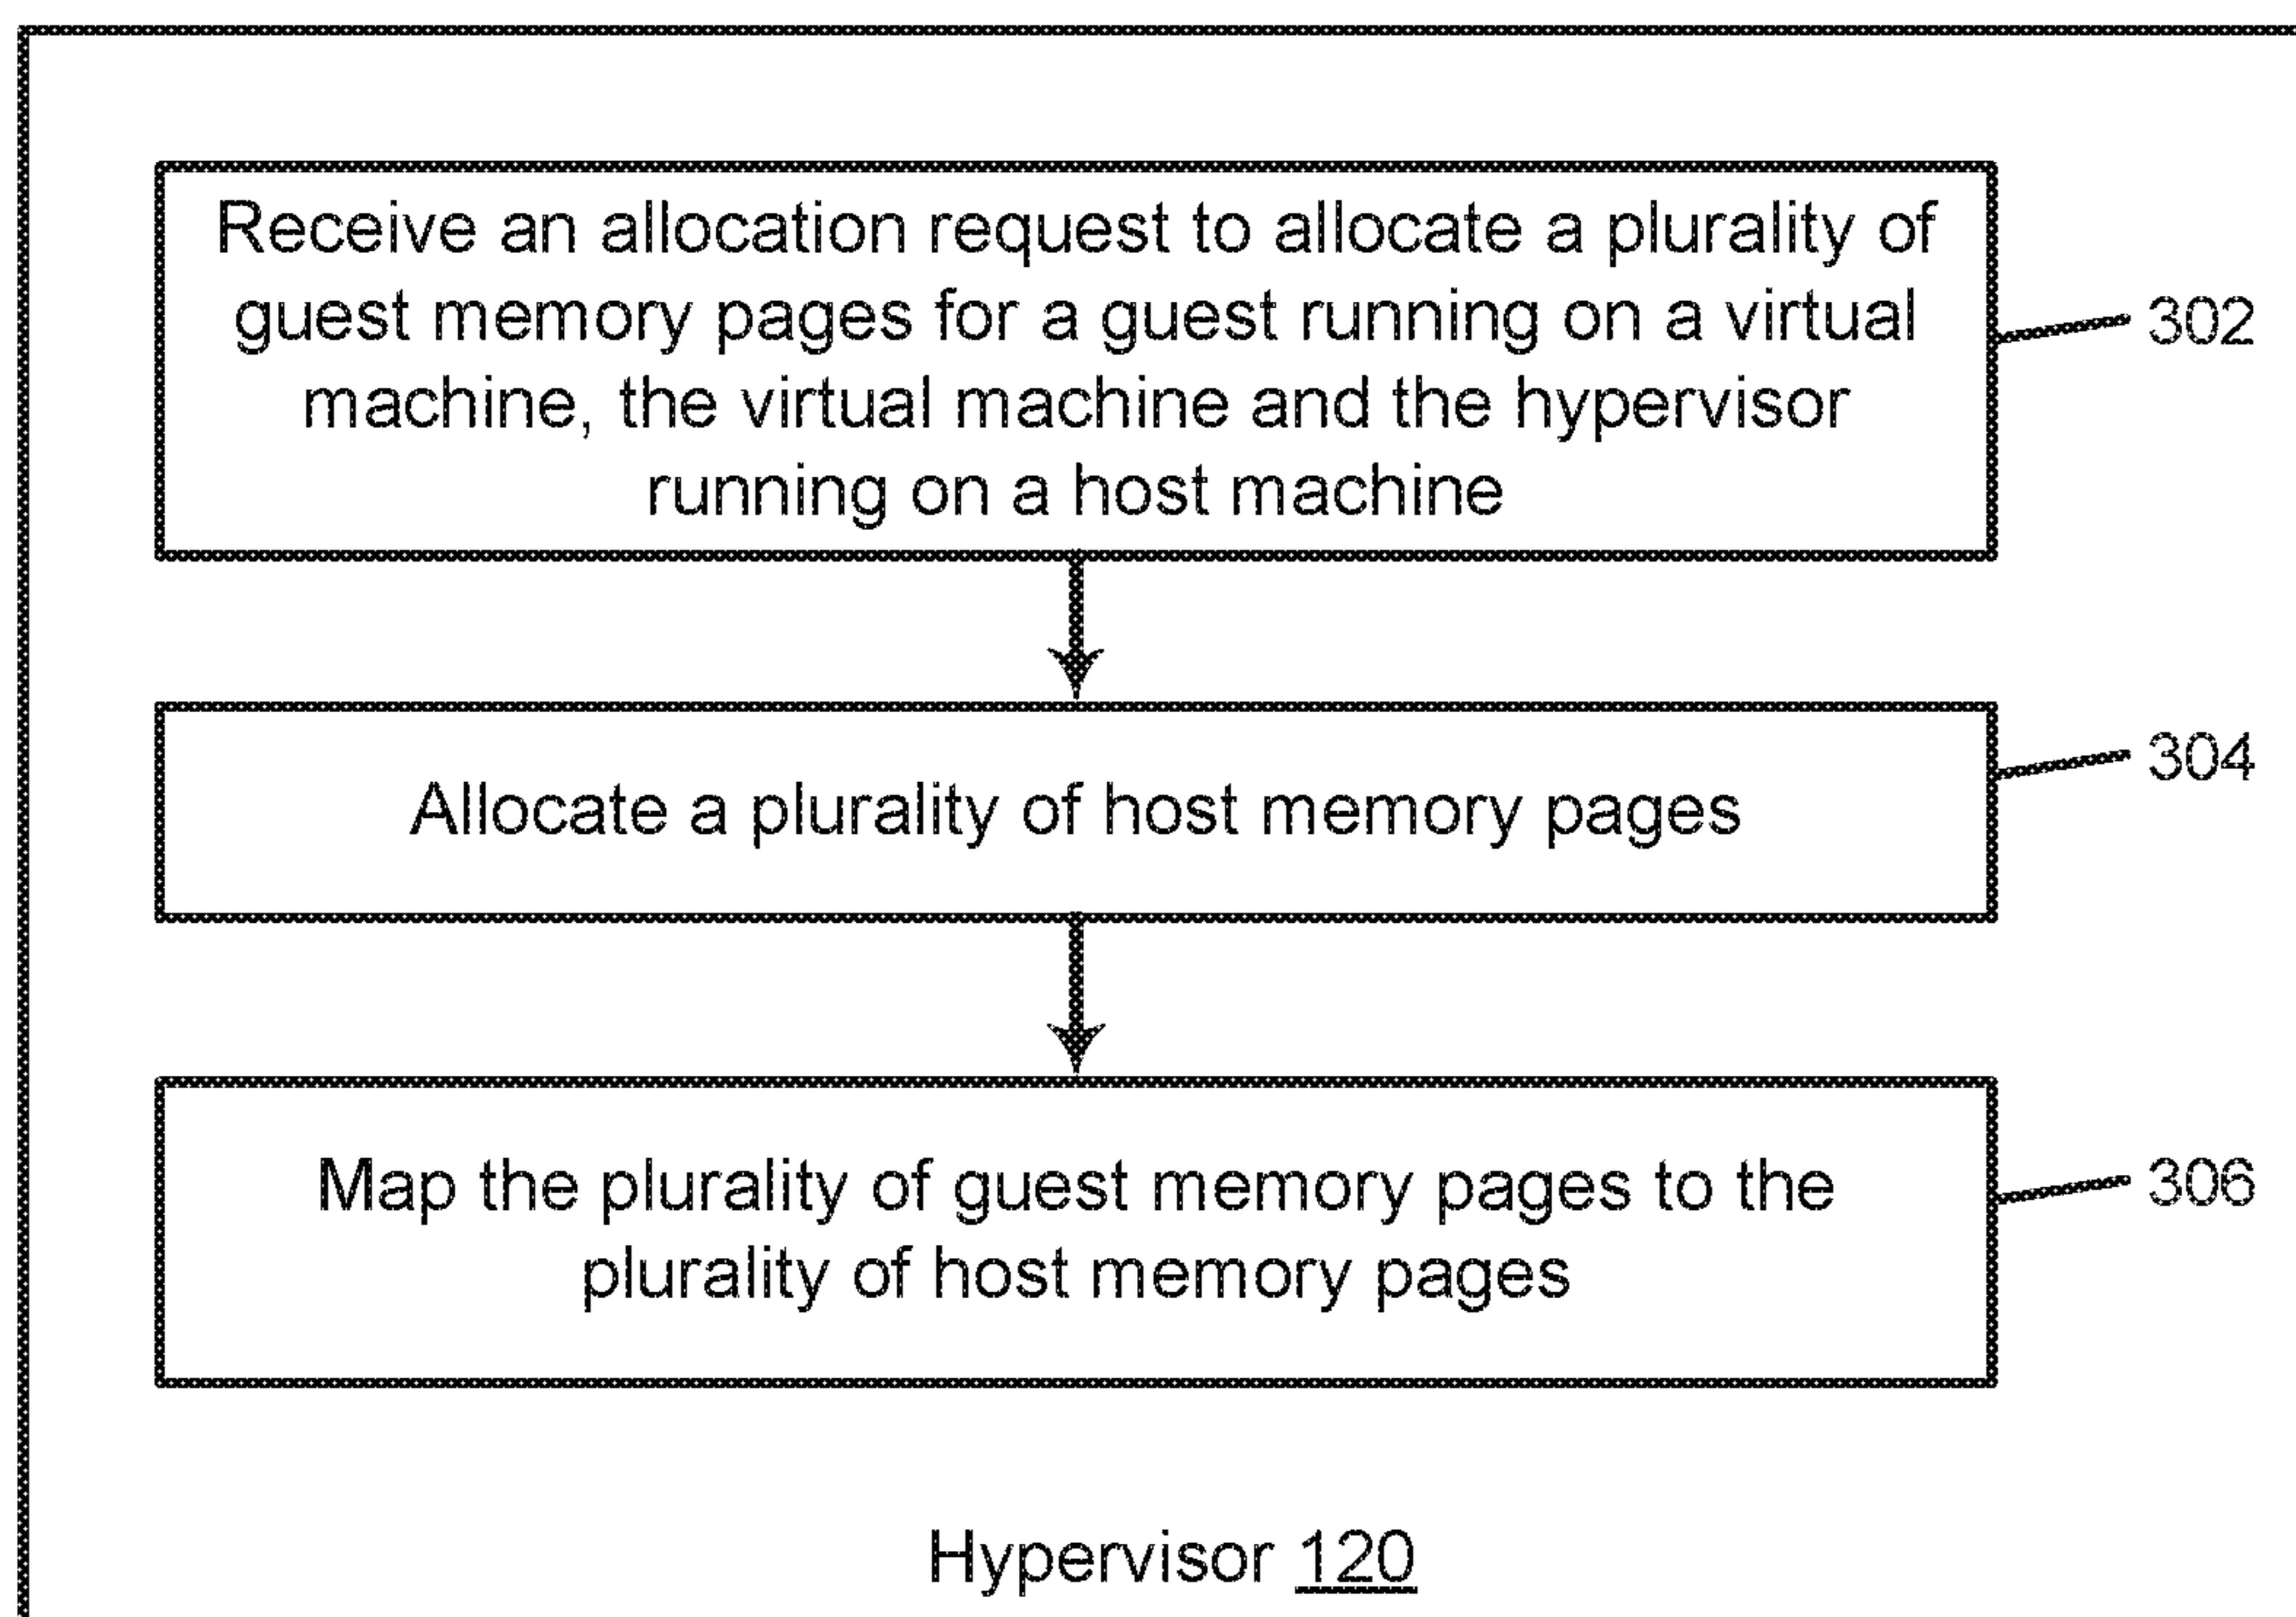 Receive an allocation request to allocate a plurality of
guest memory pages for a guest running on a virtual
machine, the virtual machine and the hypervisor
running on a host machine
302
Allocate a plurality of host memory pages
304
Map the plurality of guest memory pages to the
plurality of host memory pages
306
Hypervisor 120